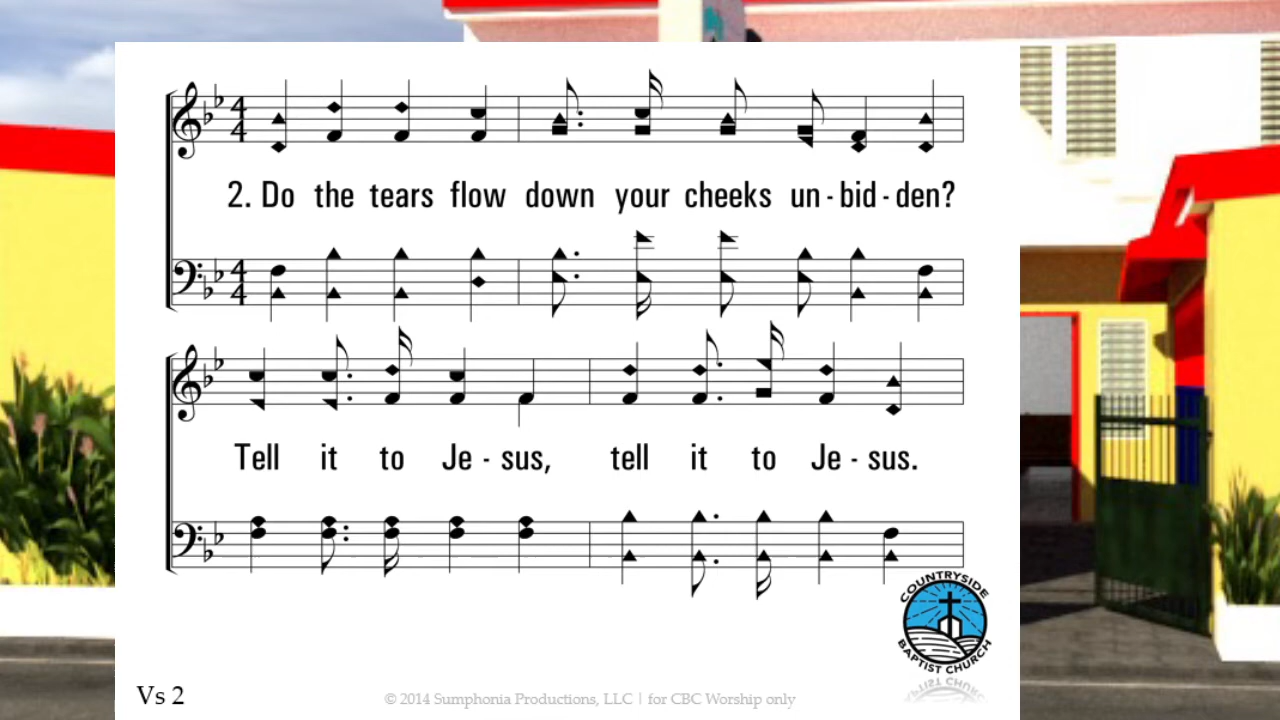 2. Do the tears flow down your cheeks un - bid - den?
Tell it to Je - sus, tell it to Je - sus.
COUNTRYSIDE
BAPTIST CHURCH
Vs 2
© 2014 Sumphonia Productions, LLC | for CBC Worship only